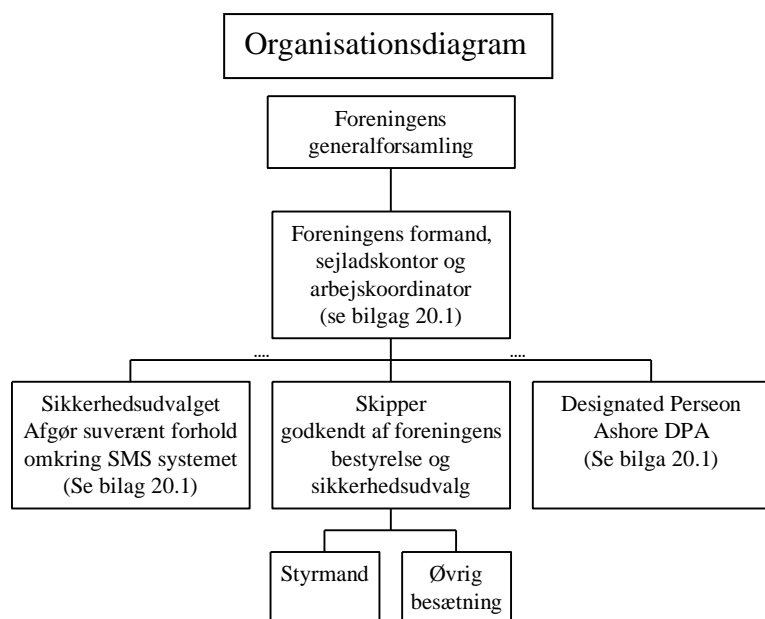 Organisationsdiagram
Foreningens
generalforsamling
Foreningens formand,
sejladskontor og
arbejskoordinator
(se bilgag 20.1)
....
....
Sikkerhedsudvalget
Afgør suverænt forhold
omkring SMS systemet
(Se bilag 20.1)
Skipper
godkendt af foreningens
bestyrelse og
sikkerhedsudvalg
Designated Perseon
Ashore DPA
(Se bilga 20.1)
Styrmand
Øvrig
besætning